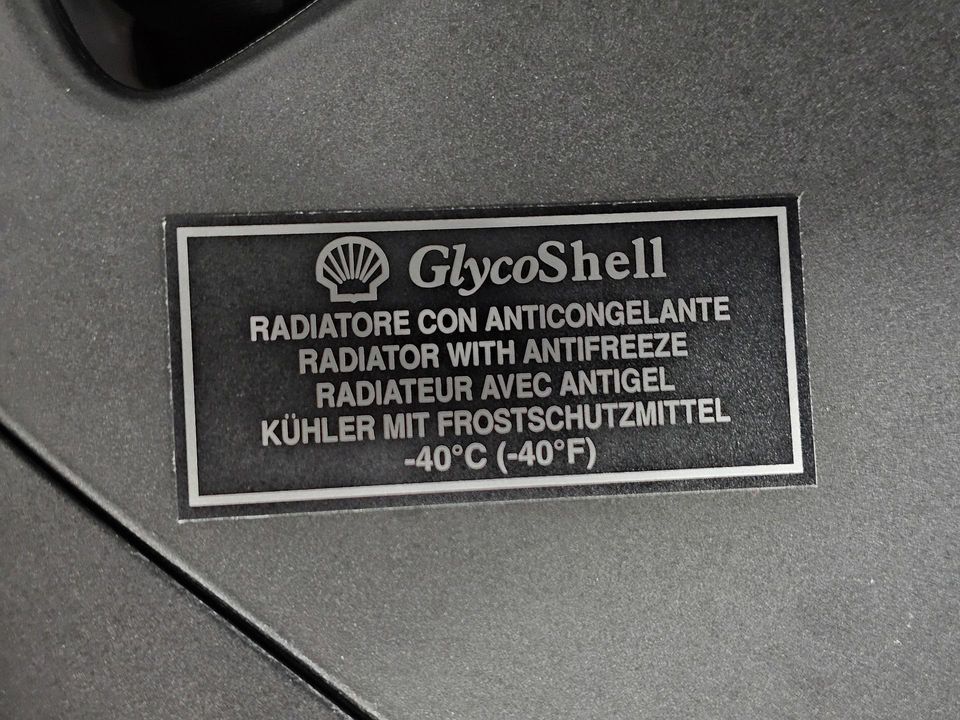 GlycoShell
RADIATORE CON ANTICONGELANTE
RADIATOR WITH ANTIFREEZE
RADIATEUR AVEC ANTIGEL
KÜHLER MIT FROSTSCHUTZMITTEL
-40°C (-40°F)